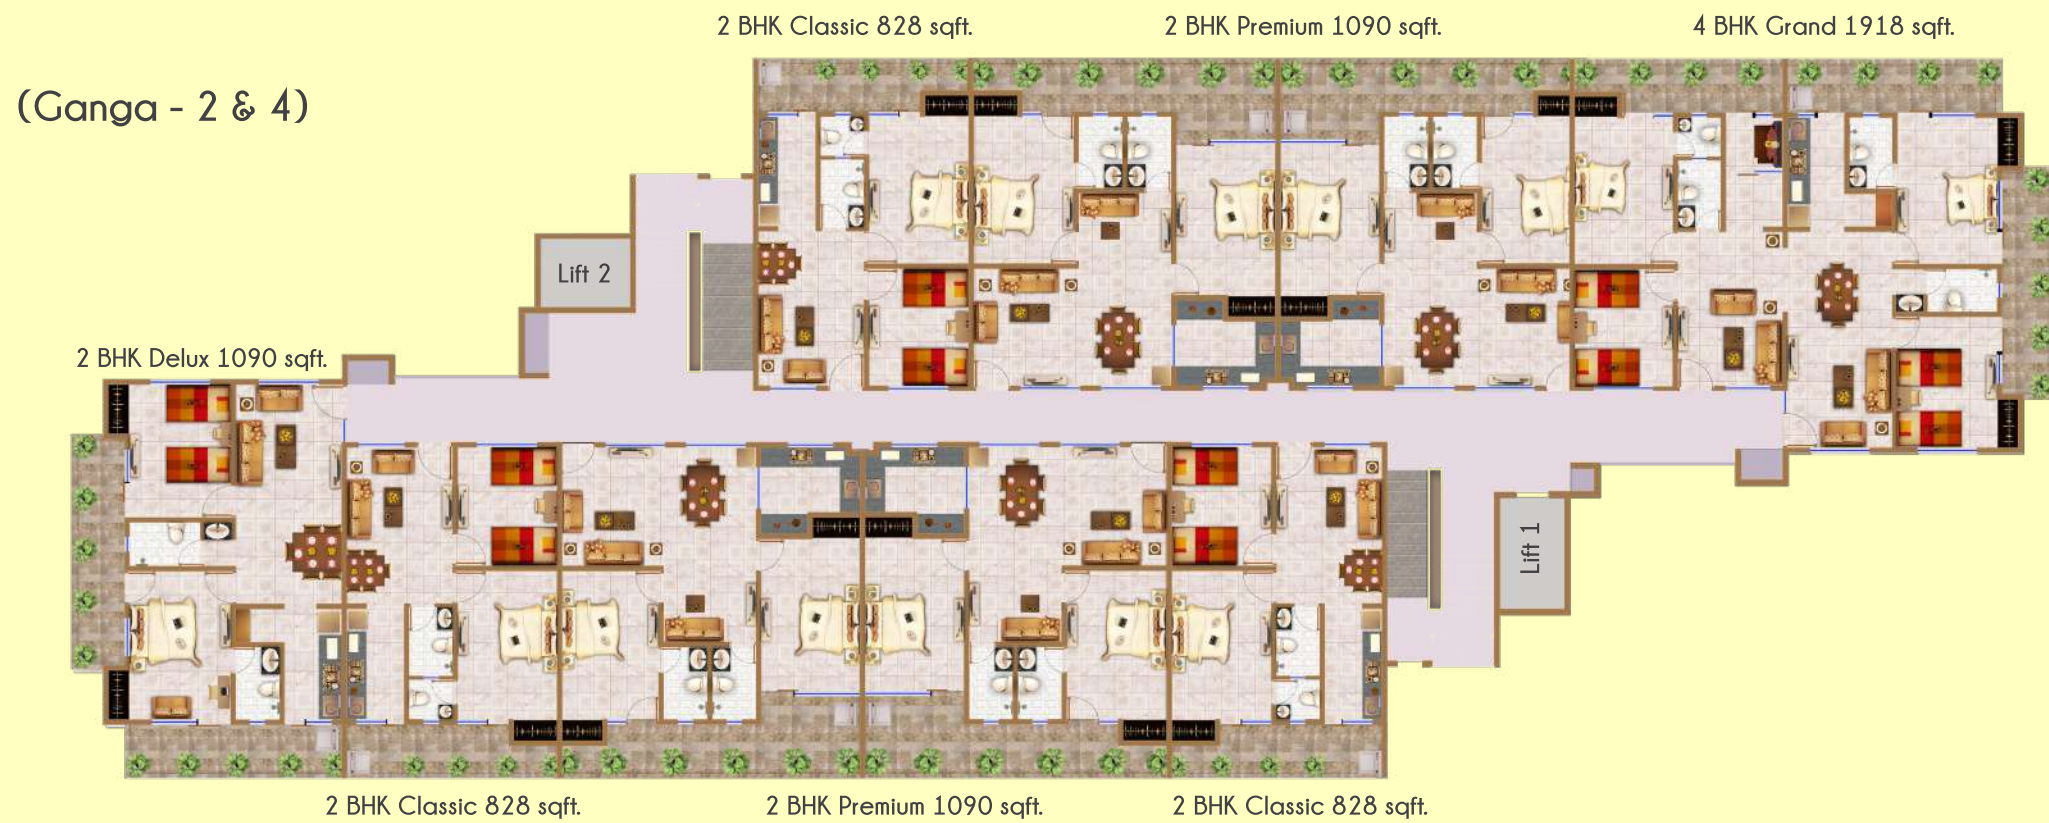 2 BHK Classic 828 sqft.
2 BHK Premium 1090 sqft.
4 BHK Grand 1918 sqft.
(Ganga - 2 & 4)
Lift 2
2 BHK Delux 1090 sqft.
Lift 1
2 BHK Classic 828 sqft.
2 BHK Premium 1090 sqft.
2 BHK Classic 828 sqft.